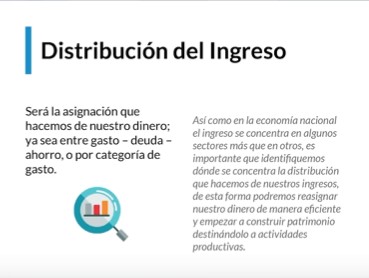 Distribución del Ingreso
Será la asignación que
hacemos de nuestro dinero;
ya sea entre gasto – deuda –
ahorro, o por categoría de
gasto.
Así como en la economía nacional
el ingreso se concentra en algunos
sectores más que en otros, es
importante que identifiquemos
dónde se concentra la distribución
que hacemos de nuestros ingresos,
de esta forma podremos reasignar
nuestro dinero de manera eficiente
y empezar a construir patrimonio
destinándolo a actividades
productivas.